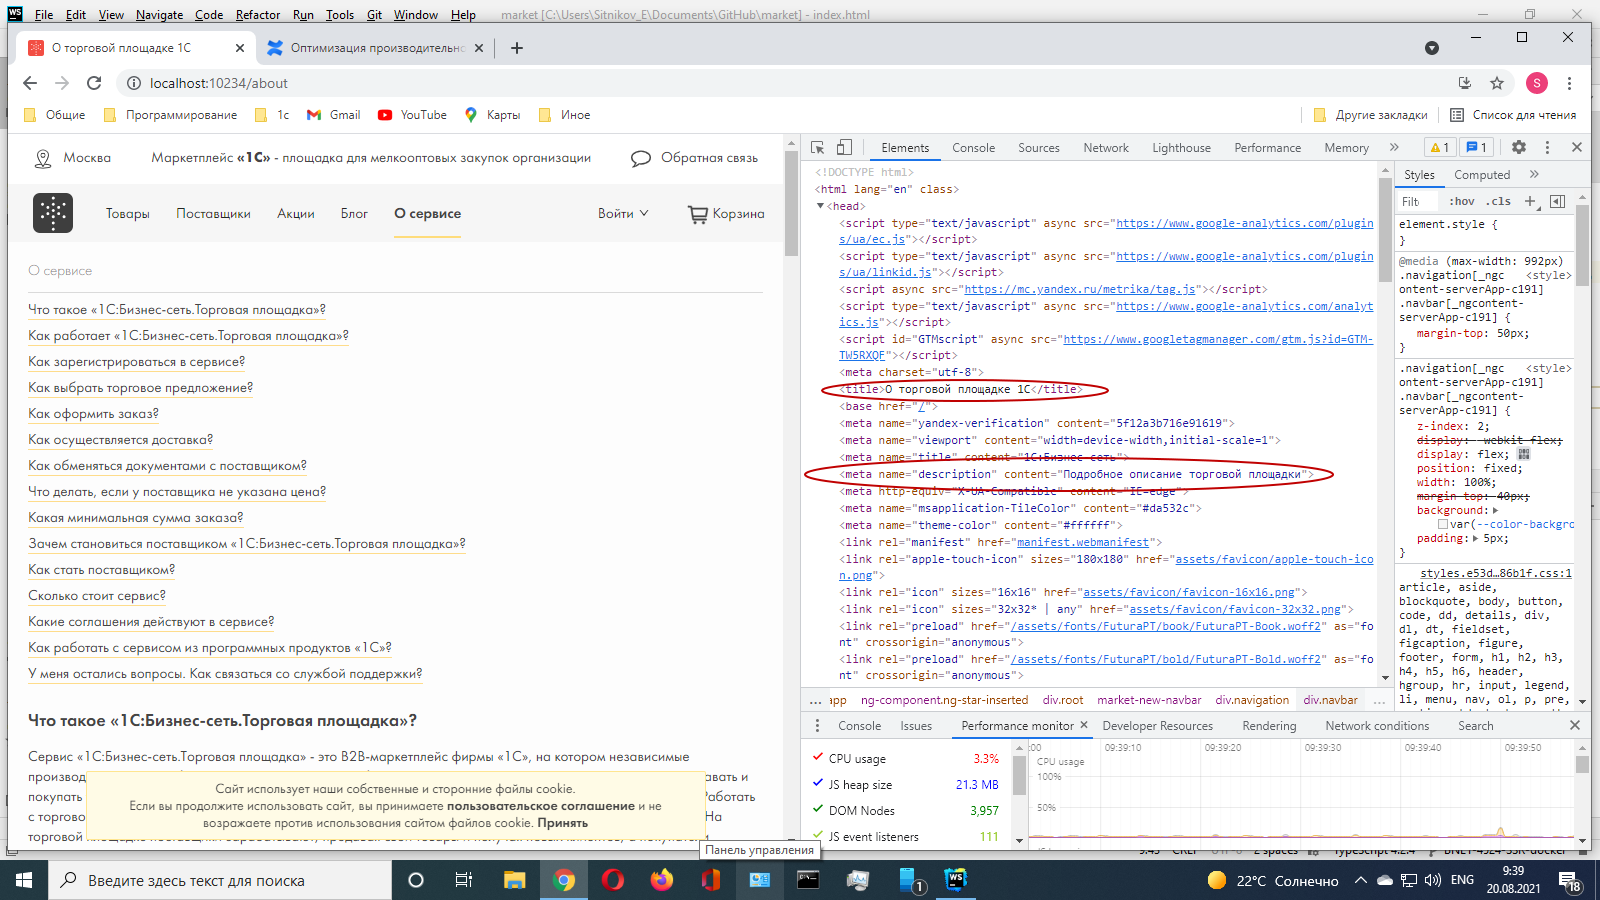 File Edit View Navigate Code Refactor Run Tools Git Window Help market [C:\Users\Sitnikov_E\Documents\GitHub\market] - index.html
О торговой площадке 1С
Оптимизация производительно
localhost:10234/about
S
Общие Программирование 1с Gmail YouTube Карты Иное Другие закладки Список для чтения
Москва Маркетплейс «1С» - площадка для мелкооптовых закупок организации Обратная связь
Товары Поставщики Акции Блог О сервисе Войти Корзина
О сервисе
Что такое «1С:Бизнес-сеть.Торговая площадка»?
Как работает «1С:Бизнес-сеть.Торговая площадка»?
Как зарегистрироваться в сервисе?
Как выбрать торговое предложение?
Как оформить заказ?
Как осуществляется доставка?
Как обменяться документами с поставщиком?
Что делать, если у поставщика не указана цена?
Какая минимальная сумма заказа?
Зачем становиться поставщиком «1С:Бизнес-сеть.Торговая площадка»?
Как стать поставщиком?
Сколько стоит сервис?
Какие соглашения действуют в сервисе?
Как работать с сервисом из программных продуктов «1С»?
У меня остались вопросы. Как связаться со службой поддержки?
Что такое «1С:Бизнес-сеть.Торговая площадка»?
Сервис «1С:Бизнес-сеть.Торговая площадка» - это B2B-маркетплейс фирмы «1С», на котором независимые
Сайт использует наши собственные и сторонние файлы cookie.
Если вы продолжите использовать сайт, вы принимаете пользовательское соглашение и не
возражаете против использования сайтом файлов cookie. Принять
покупать
с торгово
Панель управления
Elements Console Sources Network Lighthouse Performance Memory » 1 1
<!DOCTYPE html>
<html lang="en" class>
<head>
<script type="text/javascript" async src="https://www.google-analytics.com/plugin
s/ua/ec.js"></script>
<script type="text/javascript" async src="https://www.google-analytics.com/plugin
s/ua/linkid.js"></script>
<script async src="https://mc.yandex.ru/metrika/tag.js"></script>
<script type="text/javascript" async src="https://www.google-analytics.com/analyt
ics.js"></script>
<script id="GTMscript" async src="https://www.googletagmanager.com/gtm.js?id=GTM-
TW5RXQF"></script>
<meta charset="utf-8">
<title>О торговой площадке 1С</title>
<base href="/">
<meta name="yandex-verification" content="5f12a3b716e91619">
<meta name="viewport" content="width=device-width,initial-scale=1">
<meta name="title" content="1С:Бизнес-сеть">
<meta name="description" content="Подробное описание торговой площадки">
<meta http-equiv="X-UA-Compatible" content="IE=edge">
<meta name="msapplication-TileColor" content="#da532c">
<meta name="theme-color" content="#ffffff">
<link rel="manifest" href="manifest.webmanifest">
<link rel="apple-touch-icon" sizes="180x180" href="assets/favicon/apple-touch-ico
n.png">
<link rel="icon" sizes="16x16" href="assets/favicon/favicon-16x16.png">
<link rel="icon" sizes="32x32* | any" href="assets/favicon/favicon-32x32.png">
<link rel="preload" href="/assets/fonts/FuturaPT/book/FuturaPT-Book.woff2" as="fo
nt" crossorigin="anonymous">
<link rel="preload" href="/assets/fonts/FuturaPT/bold/FuturaPT-Bold.woff2" as="fo
nt" crossorigin="anonymous">
... app ng-component.ng-star-inserted div.root market-new-navbar div.navigation div.navbar ...
Styles Computed »
Filt :hov .cls +
element.style {
}
@media (max-width: 992px)
.navigation[_ngc <style>
ontent-serverApp-c191]
.navbar[_ngcontent-
serverApp-c191] {
margin-top: 50px;
}
.navigation[_ngc <style>
ontent-serverApp-c191]
.navbar[_ngcontent-
serverApp-c191] {
z-index: 2;
display: -webkit-flex;
display: flex;
position: fixed;
width: 100%;
margin-top: 40px;
background:
var(--color-backgro
padding: 5px;
}
styles.e53d…86b1f.css:1
article, aside,
blockquote, body, button,
code, dd, details, div,
dl, dt, fieldset,
figcaption, figure,
footer, form, h1, h2, h3,
h4, h5, h6, header,
hgroup, hr, input, legend,
li, menu, nav, ol, p, pre,
Console Issues Performance monitor Developer Resources Rendering Network conditions Search
CPU usage 3.3%
JS heap size 21.3 MB
DOM Nodes 3,957
JS event listeners 111
:00 09:39:10 09:39:20 09:39:30 09:39:40 09:39:50
CPU usage
100%
50%
Введите здесь текст для поиска
1
22°C Солнечно ENG
9:39
20.08.2021
18